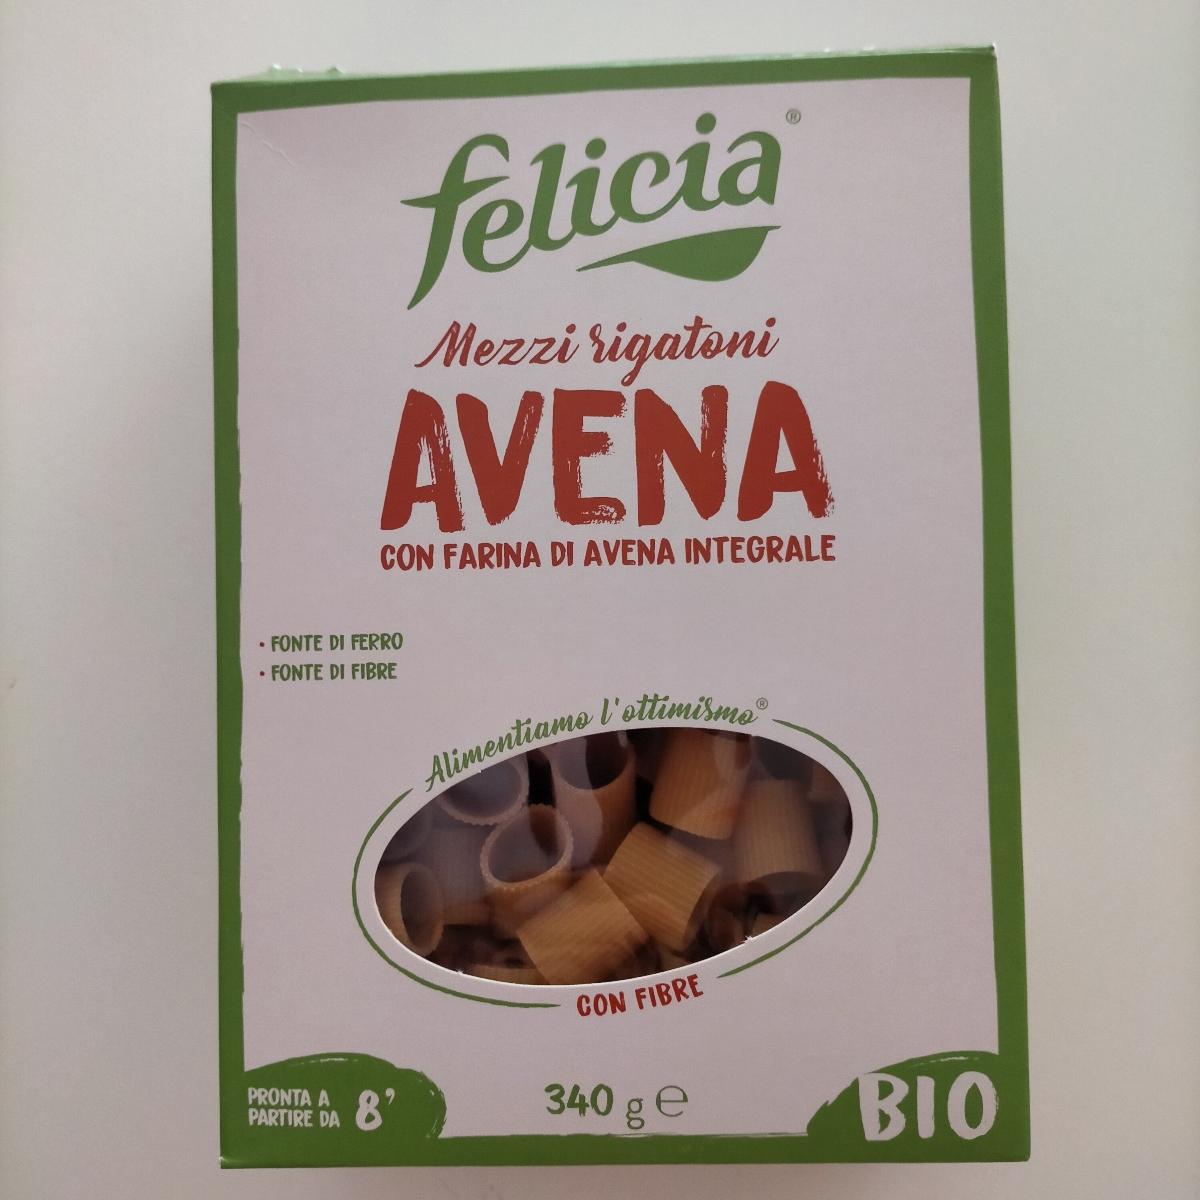 felicia®
Mezzi rigatoni
AVENA
CON FARINA DI AVENA INTEGRALE
• FONTE DI FERRO
• FONTE DI FIBRE
Alimentiamo l'ottimismo®
CON FIBRE
PRONTA A
PARTIRE DA 8’
340 g ℮
BIO